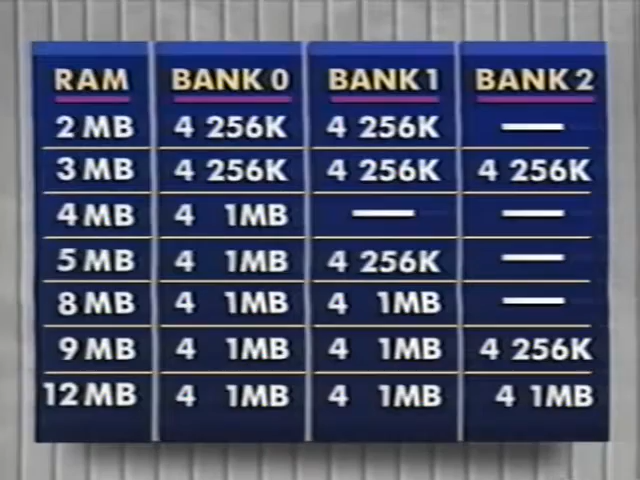 RAM BANK 0 BANK 1 BANK 2
2 MB 4 256K 4 256K —
3 MB 4 256K 4 256K 4 256K
4 MB 4 1MB — —
5 MB 4 1MB 4 256K —
8 MB 4 1MB 4 1MB —
9 MB 4 1MB 4 1MB 4 256K
12 MB 4 1MB 4 1MB 4 1MB